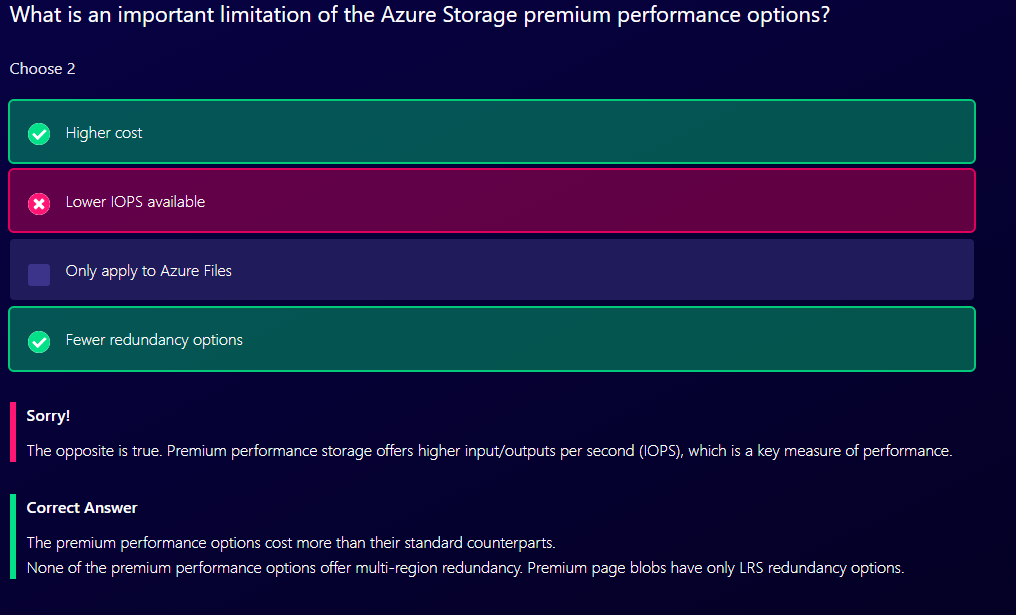 What is an important limitation of the Azure Storage premium performance options?
Choose 2
Higher cost
Lower IOPS available
Only apply to Azure Files
Fewer redundancy options
Sorry!
The opposite is true. Premium performance storage offers higher input/outputs per second (IOPS), which is a key measure of performance.
Correct Answer
The premium performance options cost more than their standard counterparts.
None of the premium performance options offer multi-region redundancy. Premium page blobs have only LRS redundancy options.